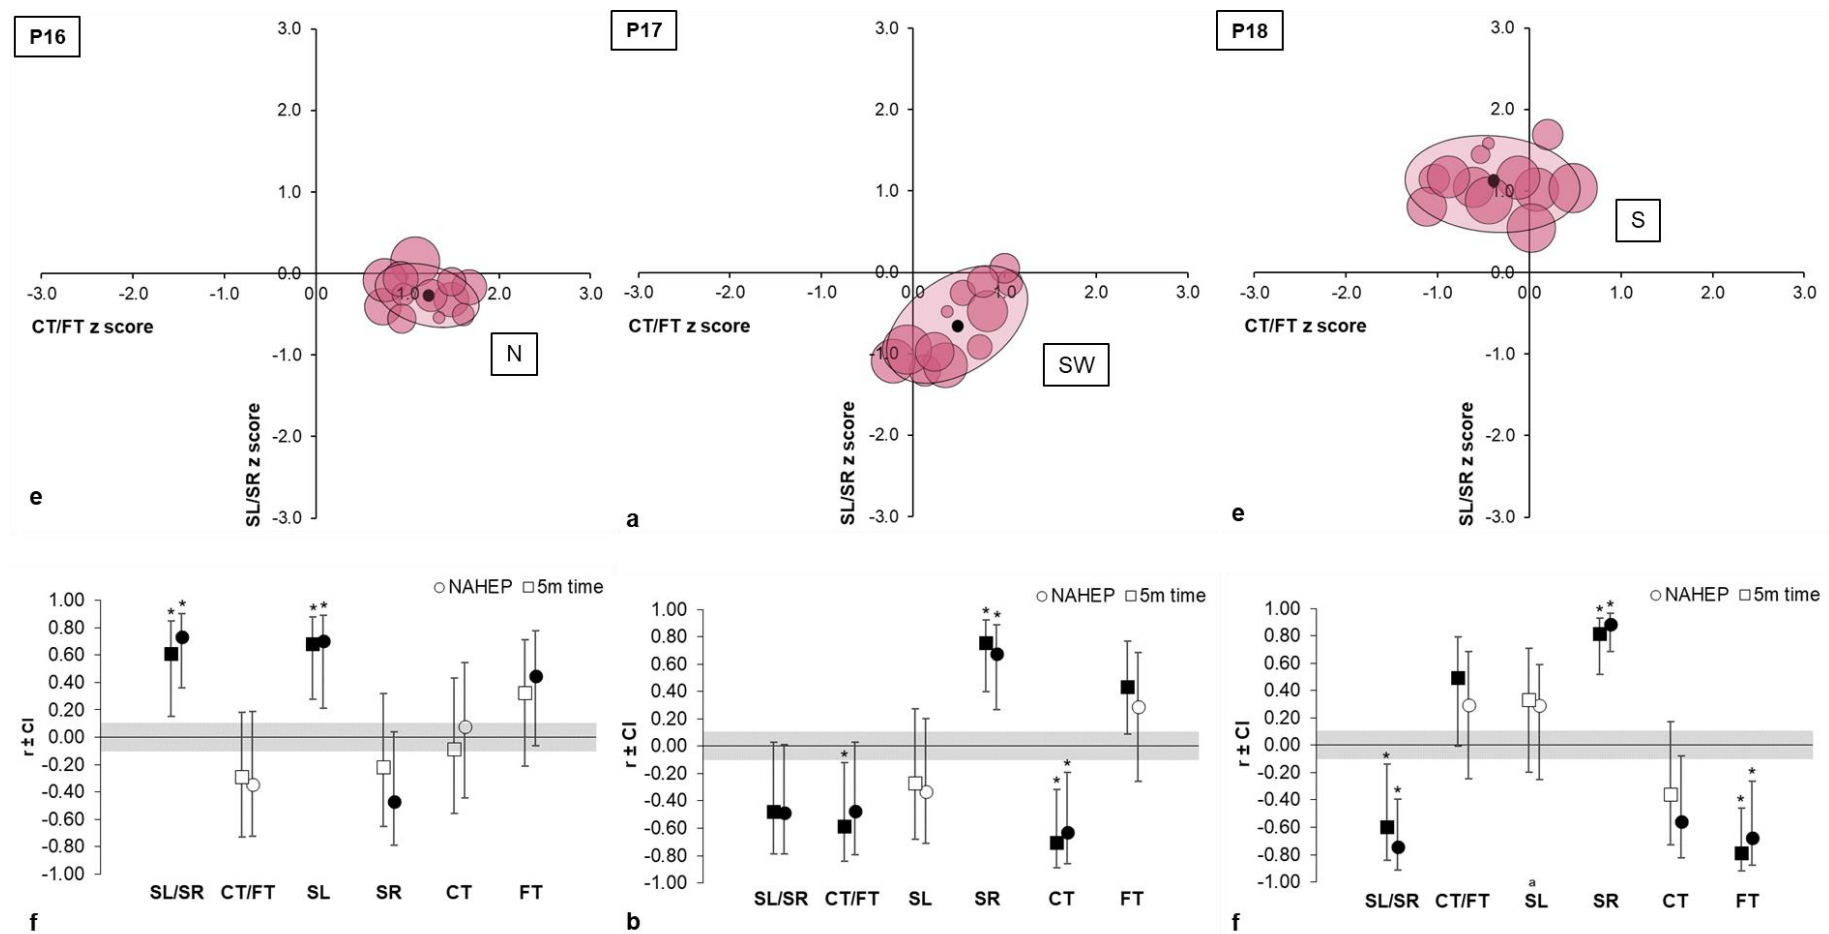 P16
3.0
2.0
1.0
0.0
-3.0 -2.0 -1.0 0.0 1.0 2.0 3.0
CT/FT z score
N
-1.0
-2.0
-3.0
SL/SR z score
e
P17
3.0
2.0
1.0
0.0
-3.0 -2.0 -1.0 0.0 1.0 2.0 3.0
CT/FT z score
-1.0
SW
-2.0
-3.0
SL/SR z score
a
P18
3.0
2.0
1.0
S
0.0
-3.0 -2.0 -1.0 0.0 1.0 2.0 3.0
CT/FT z score
-1.0
-2.0
-3.0
SL/SR z score
e
NAHEP 5m time
1.00
0.80
0.60
0.40
0.20
0.00
-0.20
-0.40
-0.60
-0.80
-1.00
r ± CI
* * * *
SL/SR CT/FT SL SR CT FT
f
NAHEP 5m time
1.00
0.80
0.60
0.40
0.20
0.00
-0.20
-0.40
-0.60
-0.80
-1.00
r ± CI
* * * * *
SL/SR CT/FT SL SR CT FT
b
NAHEP 5m time
1.00
0.80
0.60
0.40
0.20
0.00
-0.20
-0.40
-0.60
-0.80
-1.00
r ± CI
* * * * * *
a
SL/SR CT/FT SL SR CT FT
f